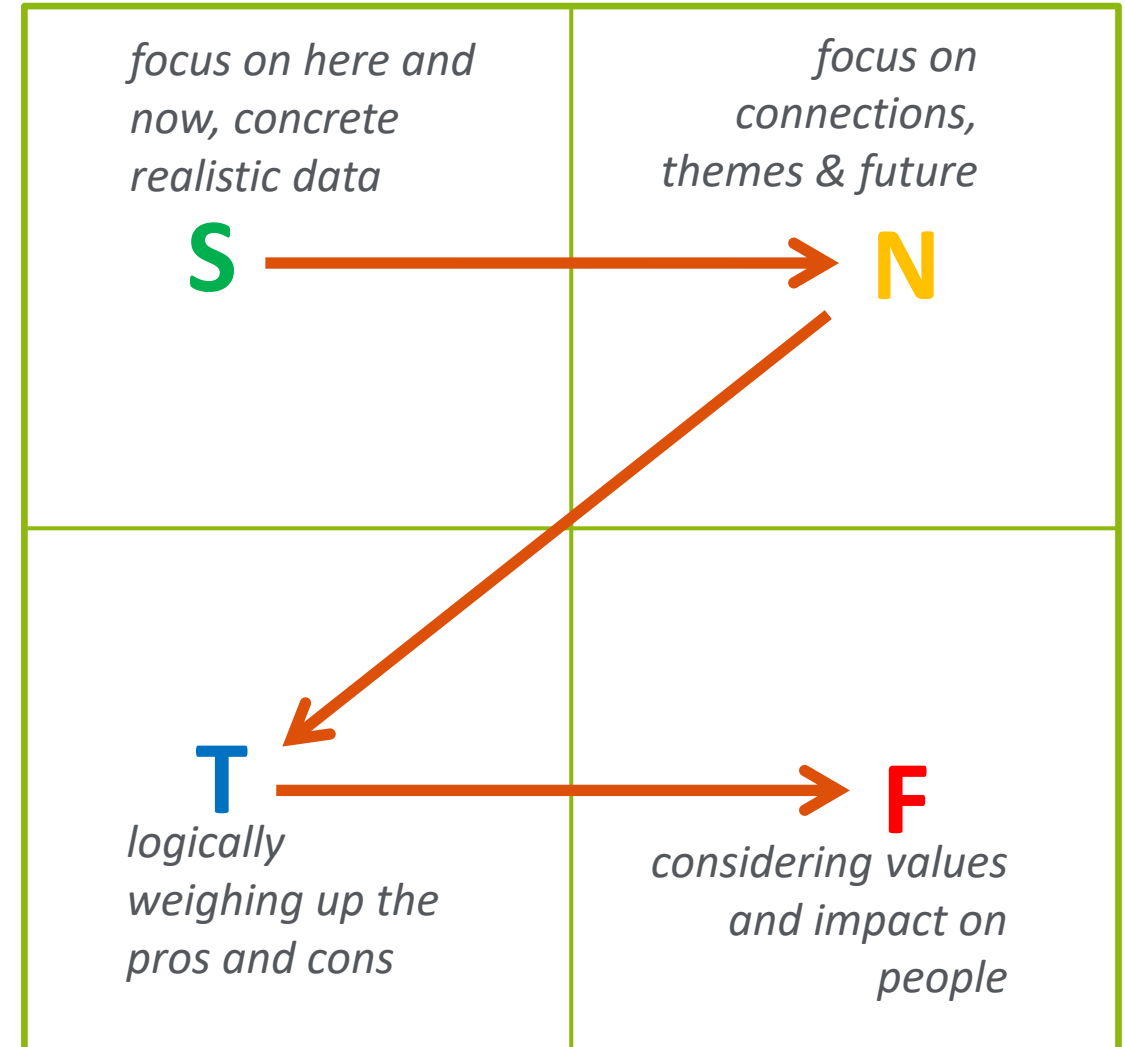 focus on here and
now, concrete
realistic data
S
focus on
connections,
themes & future
N
T
logically
weighing up the
pros and cons
F
considering values
and impact on
people